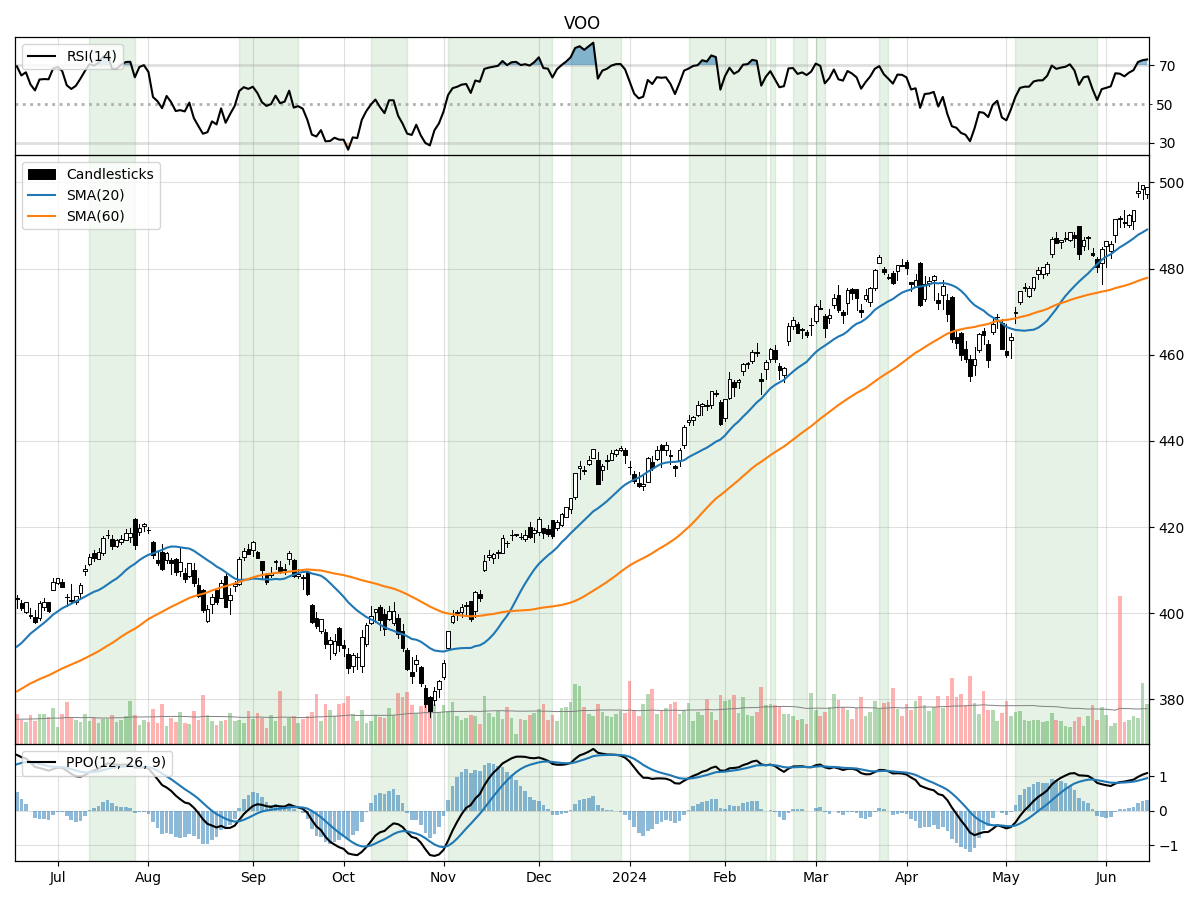 VOO
RSI(14)
70
50
30
Candlesticks
SMA(20)
SMA(60)
500
480
460
440
420
400
380
PPO(12, 26, 9)
1
0
−1
Jul Aug Sep Oct Nov Dec 2024 Feb Mar Apr May Jun